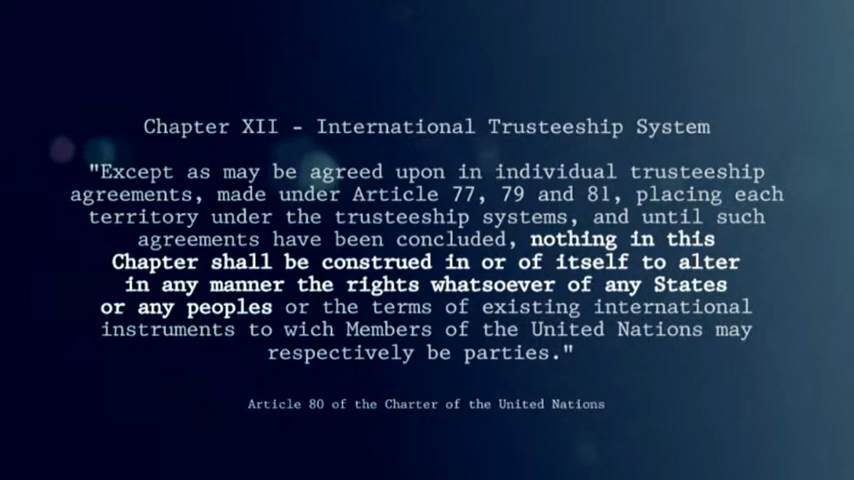 Chapter XII - International Trusteeship System
"Except as may be agreed upon in individual trusteeship
agreements, made under Article 77, 79 and 81, placing each
territory under the trusteeship systems, and until such
agreements have been concluded, nothing in this
Chapter shall be construed in or of itself to alter
in any manner the rights whatsoever of any States
or any peoples or the terms of existing international
instruments to wich Members of the United Nations may
respectively be parties."
Article 80 of the Charter of the United Nations